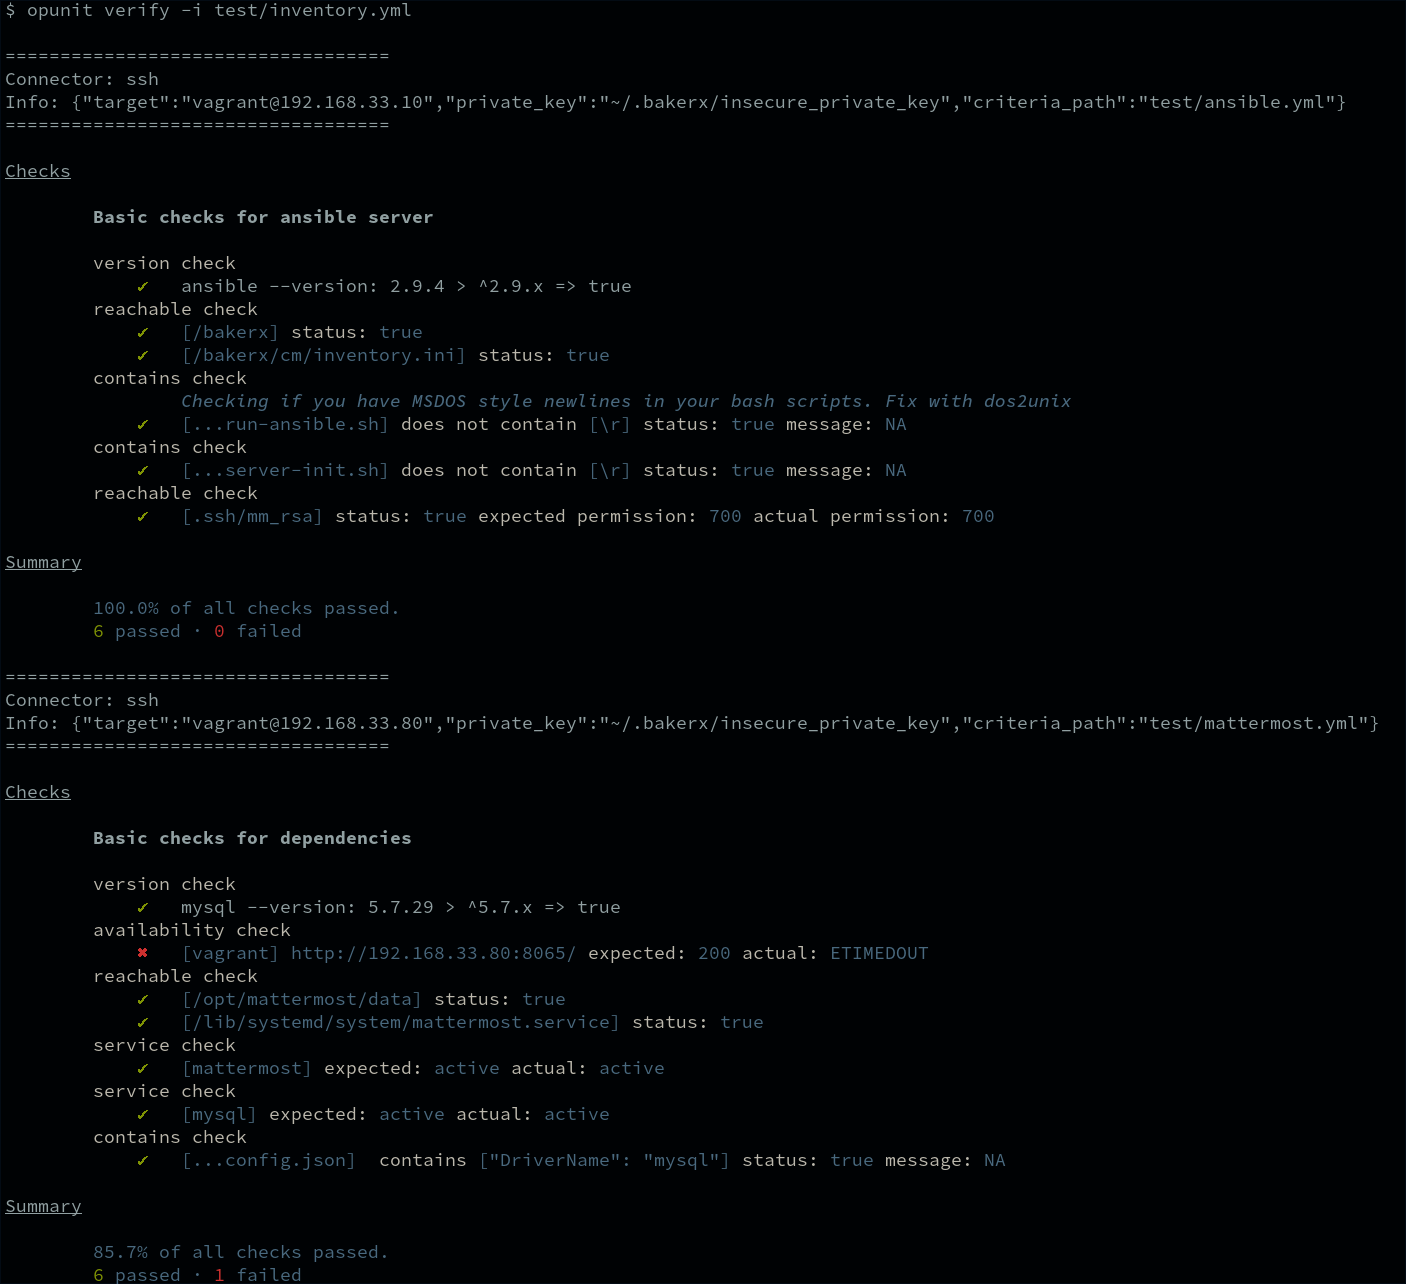 $ opunit verify -i test/inventory.yml
===================================
Connector: ssh
Info: {"target":"vagrant@192.168.33.10","private_key":"~/.bakerx/insecure_private_key","criteria_path":"test/ansible.yml"}
===================================
Checks
Basic checks for ansible server
version check
✔ ansible --version: 2.9.4 > ^2.9.x => true
reachable check
✔ [/bakerx] status: true
✔ [/bakerx/cm/inventory.ini] status: true
contains check
Checking if you have MSDOS style newlines in your bash scripts. Fix with dos2unix
✔ [...run-ansible.sh] does not contain [\r] status: true message: NA
contains check
✔ [...server-init.sh] does not contain [\r] status: true message: NA
reachable check
✔ [.ssh/mm_rsa] status: true expected permission: 700 actual permission: 700
Summary
100.0% of all checks passed.
6 passed · 0 failed
===================================
Connector: ssh
Info: {"target":"vagrant@192.168.33.80","private_key":"~/.bakerx/insecure_private_key","criteria_path":"test/mattermost.yml"}
===================================
Checks
Basic checks for dependencies
version check
✔ mysql --version: 5.7.29 > ^5.7.x => true
availability check
✖ [vagrant] http://192.168.33.80:8065/ expected: 200 actual: ETIMEDOUT
reachable check
✔ [/opt/mattermost/data] status: true
✔ [/lib/systemd/system/mattermost.service] status: true
service check
✔ [mattermost] expected: active actual: active
service check
✔ [mysql] expected: active actual: active
contains check
✔ [...config.json]  contains ["DriverName": "mysql"] status: true message: NA
Summary
85.7% of all checks passed.
6 passed · 1 failed